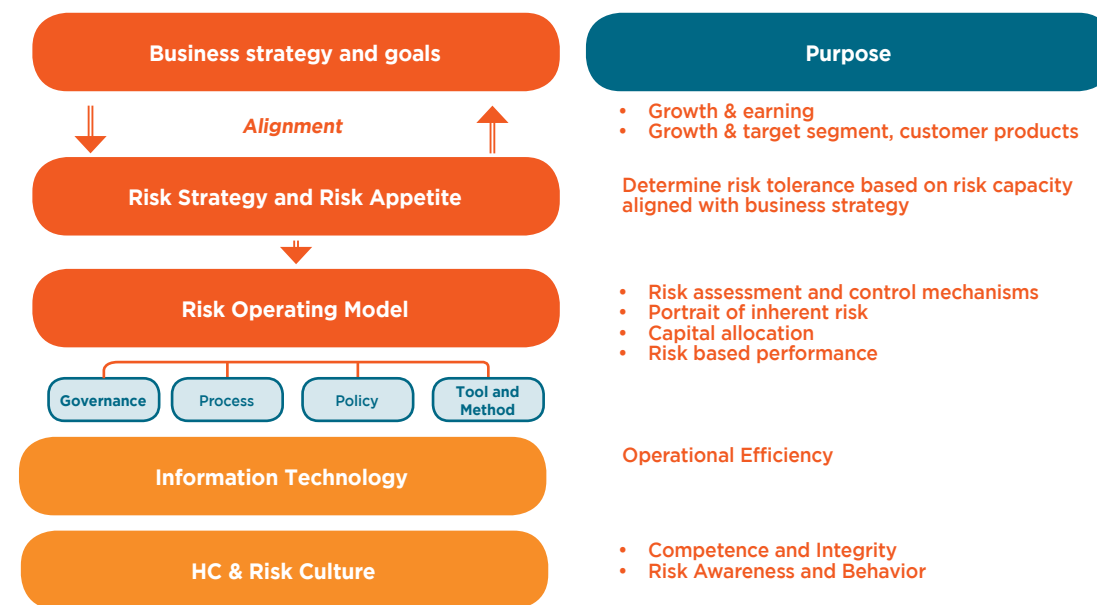 Business strategy and goals
Purpose
Alignment
• Growth & earning
• Growth & target segment, customer products
Risk Strategy and Risk Appetite
Determine risk tolerance based on risk capacity
aligned with business strategy
Risk Operating Model
• Risk assessment and control mechanisms
• Portrait of inherent risk
• Capital allocation
• Risk based performance
Governance
Process
Policy
Tool and
Method
Information Technology
Operational Efficiency
HC & Risk Culture
• Competence and Integrity
• Risk Awareness and Behavior